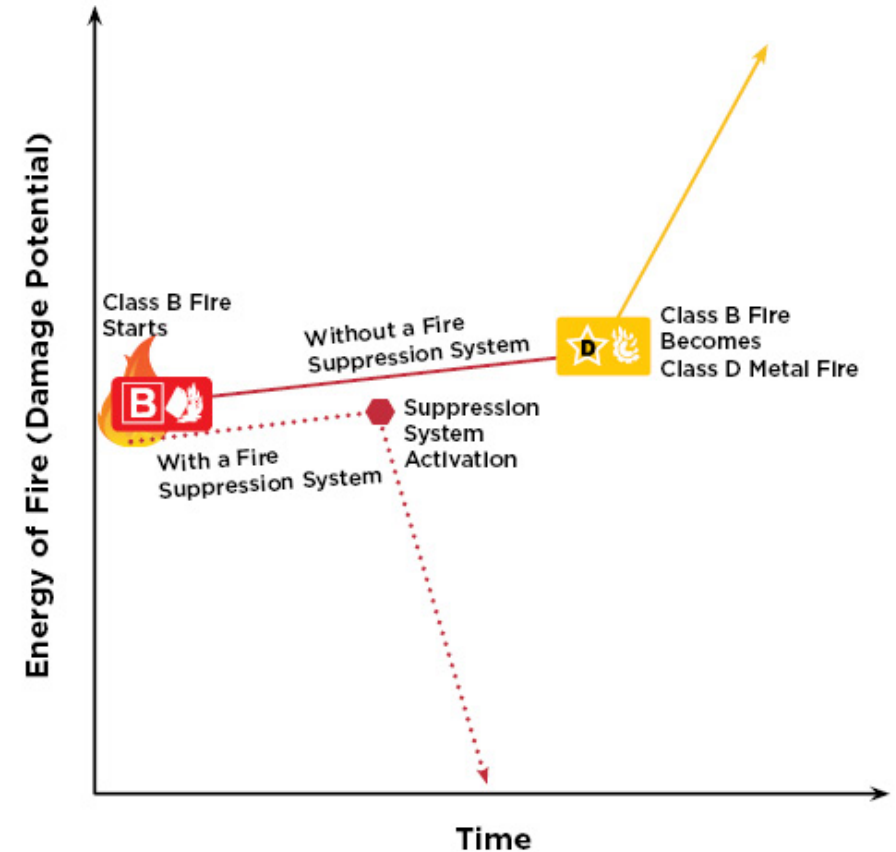 Energy of Fire (Damage Potential)
Class B Fire
Starts
B
Without a Fire
Suppression System
D
Class B Fire
Becomes
Class D Metal Fire
With a Fire
Suppression System
Suppression
System
Activation
Time